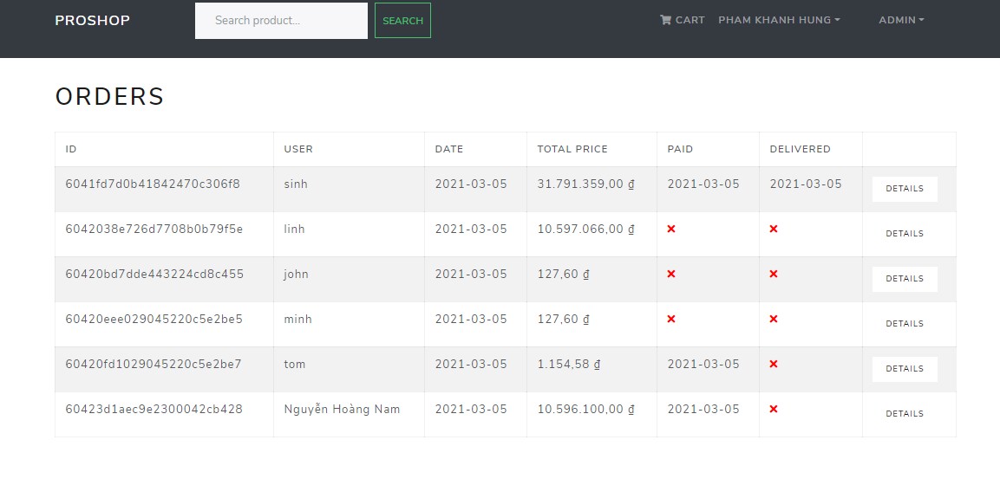 PROSHOP Search product... SEARCH CART PHAM KHANH HUNG ADMIN
ORDERS
ID USER DATE TOTAL PRICE PAID DELIVERED
6041fd7d0b41842470c306f8 sinh 2021-03-05 31.791.359,00 ₫ 2021-03-05 2021-03-05 DETAILS
6042038e726d7708b0b79f5e linh 2021-03-05 10.597.066,00 ₫ DETAILS
60420bd7dde443224cd8c455 john 2021-03-05 127,60 ₫ DETAILS
60420eee029045220c5e2be5 minh 2021-03-05 127,60 ₫ DETAILS
60420fd1029045220c5e2be7 tom 2021-03-05 1.154,58 ₫ 2021-03-05 DETAILS
60423d1aec9e2300042cb428 Nguyễn Hoàng Nam 2021-03-05 10.596.100,00 ₫ 2021-03-05 DETAILS